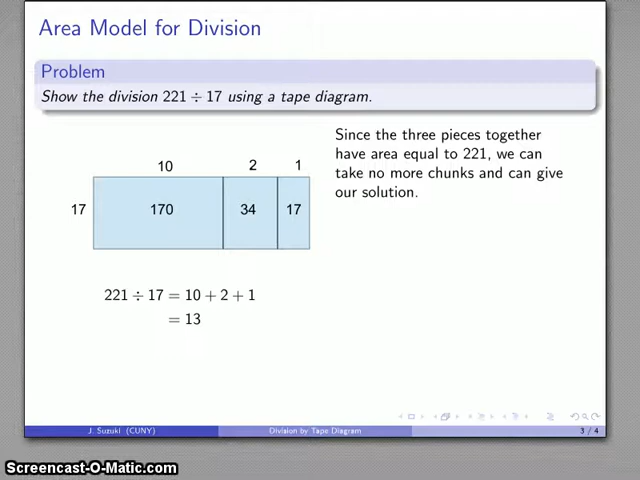 Area Model for Division
Problem
Show the division 221 ÷ 17 using a tape diagram.
Since the three pieces together
have area equal to 221, we can
take no more chunks and can give
our solution.
10 2 1
17 170 34 17
221 ÷ 17 = 10 + 2 + 1
= 13
J. Suzuki (CUNY) Division by Tape Diagram 3 / 4
Screencast-O-Matic.com